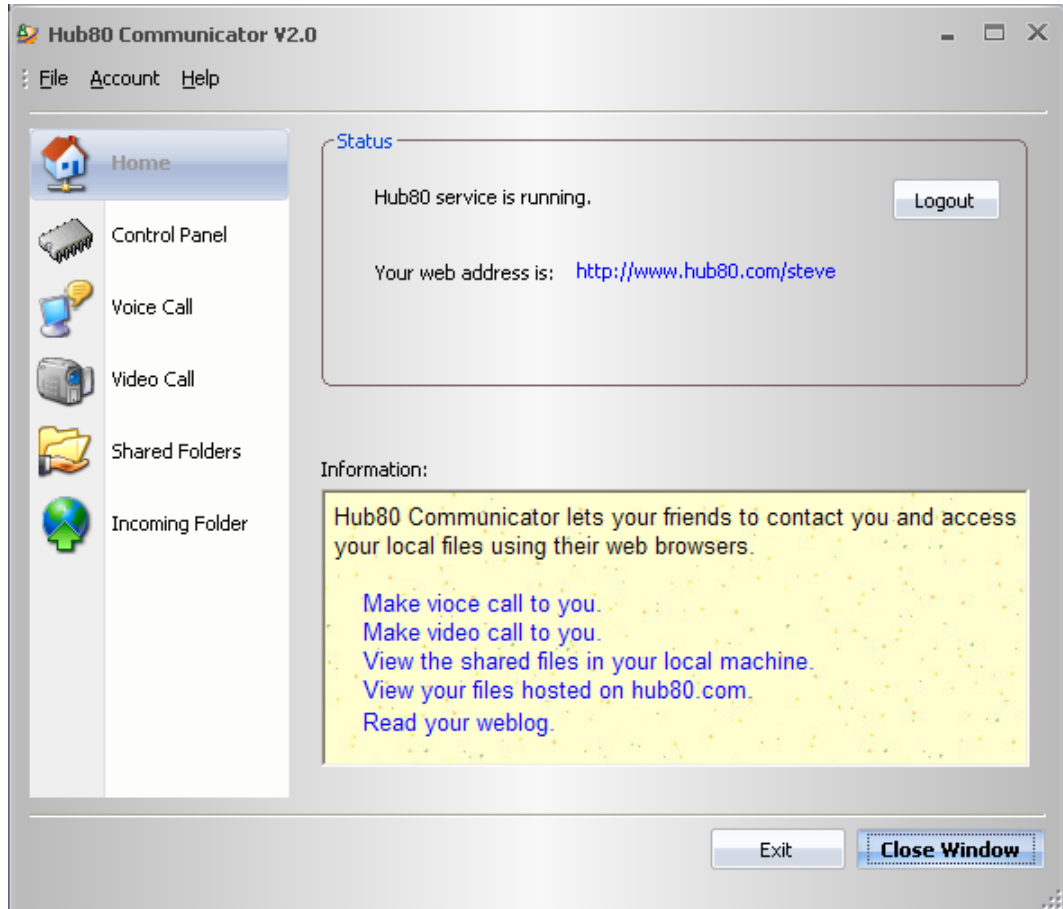 Hub80 Communicator V2.0
File Account Help
Home
Control Panel
Voice Call
Video Call
Shared Folders
Incoming Folder
Status
Hub80 service is running.
Logout
Your web address is: http://www.hub80.com/steve
Information:
Hub80 Communicator lets your friends to contact you and access
your local files using their web browsers.
Make vioce call to you.
Make video call to you.
View the shared files in your local machine.
View your files hosted on hub80.com.
Read your weblog.
Exit
Close Window